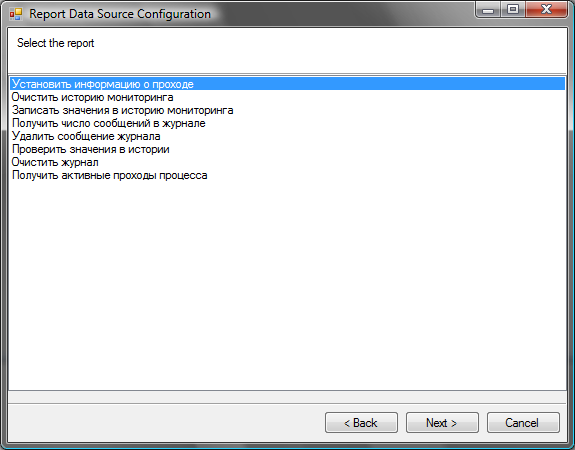 Report Data Source Configuration
Select the report
Установить информацию о проходе
Очистить историю мониторинга
Записать значения в историю мониторинга
Получить число сообщений в журнале
Удалить сообщение журнала
Проверить значения в истории
Очистить журнал
Получить активные проходы процесса
< Back
Next >
Cancel